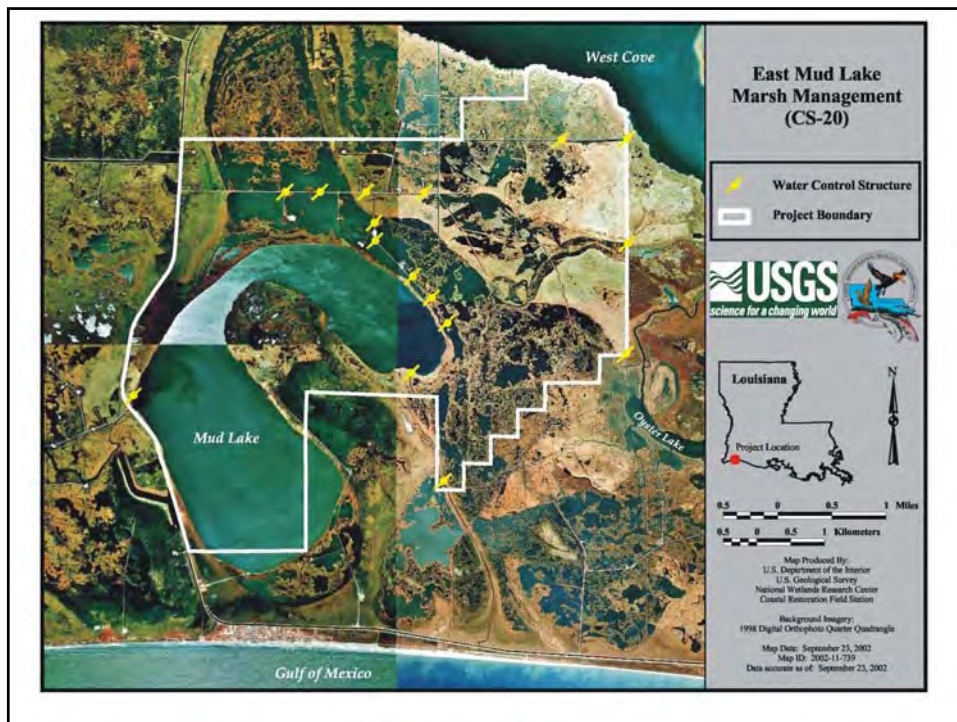 West Cove
Mud Lake
Oyster Lake
Gulf of Mexico
East Mud Lake
Marsh Management
(CS-20)
Water Control Structure
Project Boundary
USGS
science for a changing world
Louisiana
N
Project Location
0.5 0 0.5 1 Miles
0.5 0 0.5 1 Kilometers
Map Produced By:
U.S. Department of the Interior
U.S. Geological Survey
National Wetlands Research Center
Coastal Restoration Field Station
Background Imagery:
1998 Digital Orthophoto Quarter Quadrangle
Map Date: September 23, 2002
Map ID: 2002-11-739
Data accurate as of: September 23, 2002